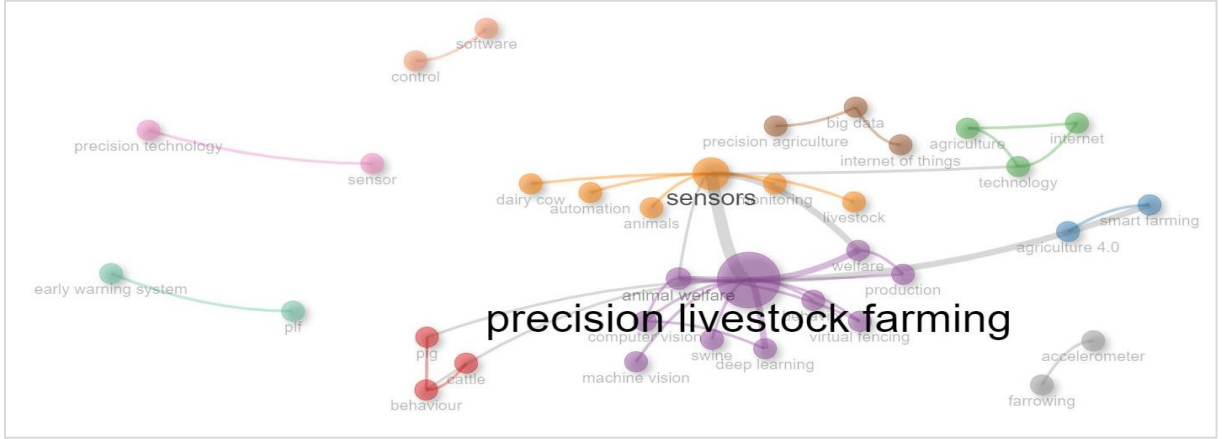 software
control
big data
precision agriculture
agriculture
internet
precision technology
internet of things
sensor
technology
dairy cow
sensors
monitoring
automation
animals
livestock
smart farming
agriculture 4.0
welfare
early warning system
animal welfare
production
plf
precision livestock farming
computer vision
virtual fencing
pig
swine
deep learning
accelerometer
cattle
machine vision
behaviour
farrowing